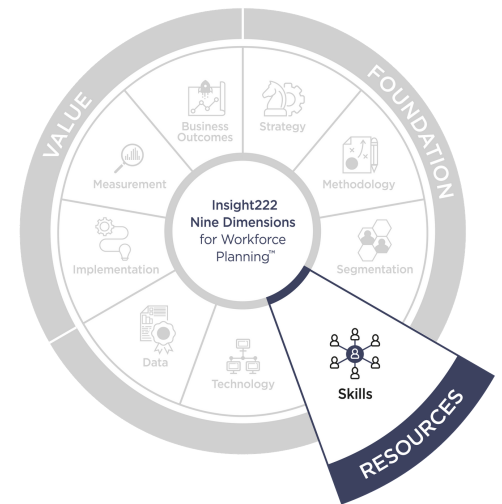 VALUE
FOUNDATION
Business
Outcomes
Strategy
Measurement
Methodology
Insight222
Nine Dimensions
for Workforce
Planning™
Implementation
Segmentation
Data
Technology
Skills
RESOURCES